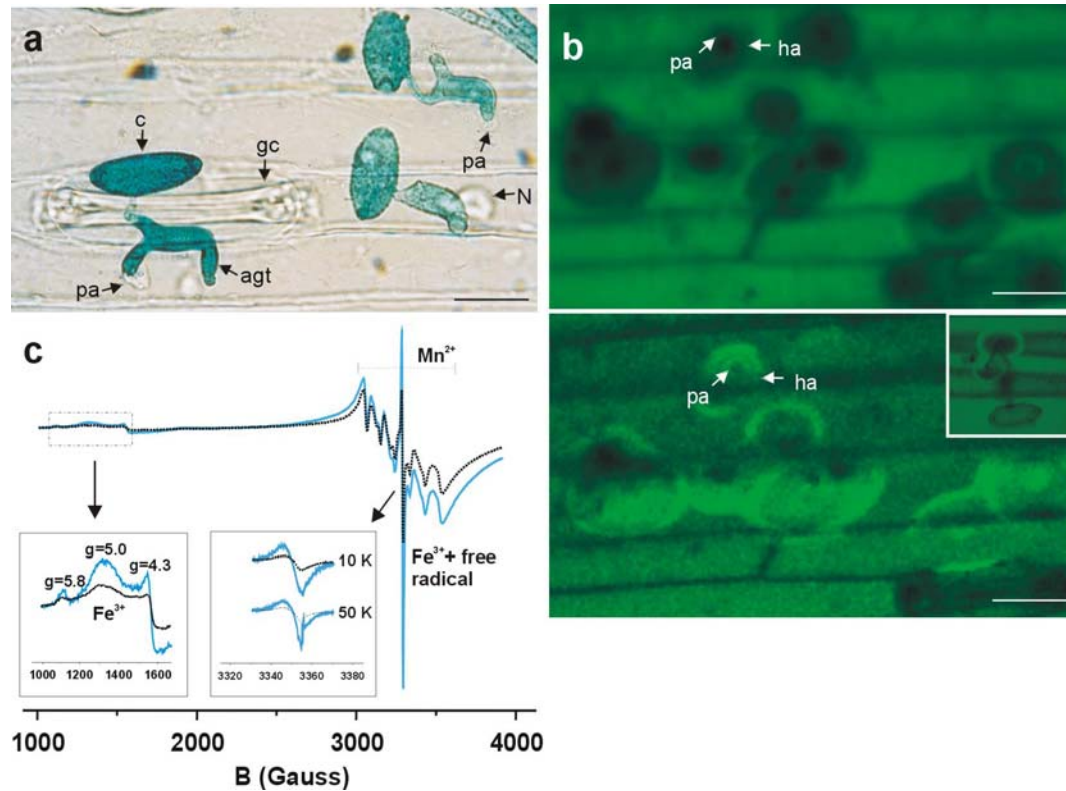 a
c
gc
pa
N
agt
pa
b
pa
ha
pa
ha
c
Mn²⁺
g=5.8
g=5.0
g=4.3
Fe³⁺
1000 1200 1400 1600
10 K
50 K
3320 3340 3360 3380
Fe³⁺+ free
radical
1000 2000 3000 4000
B (Gauss)